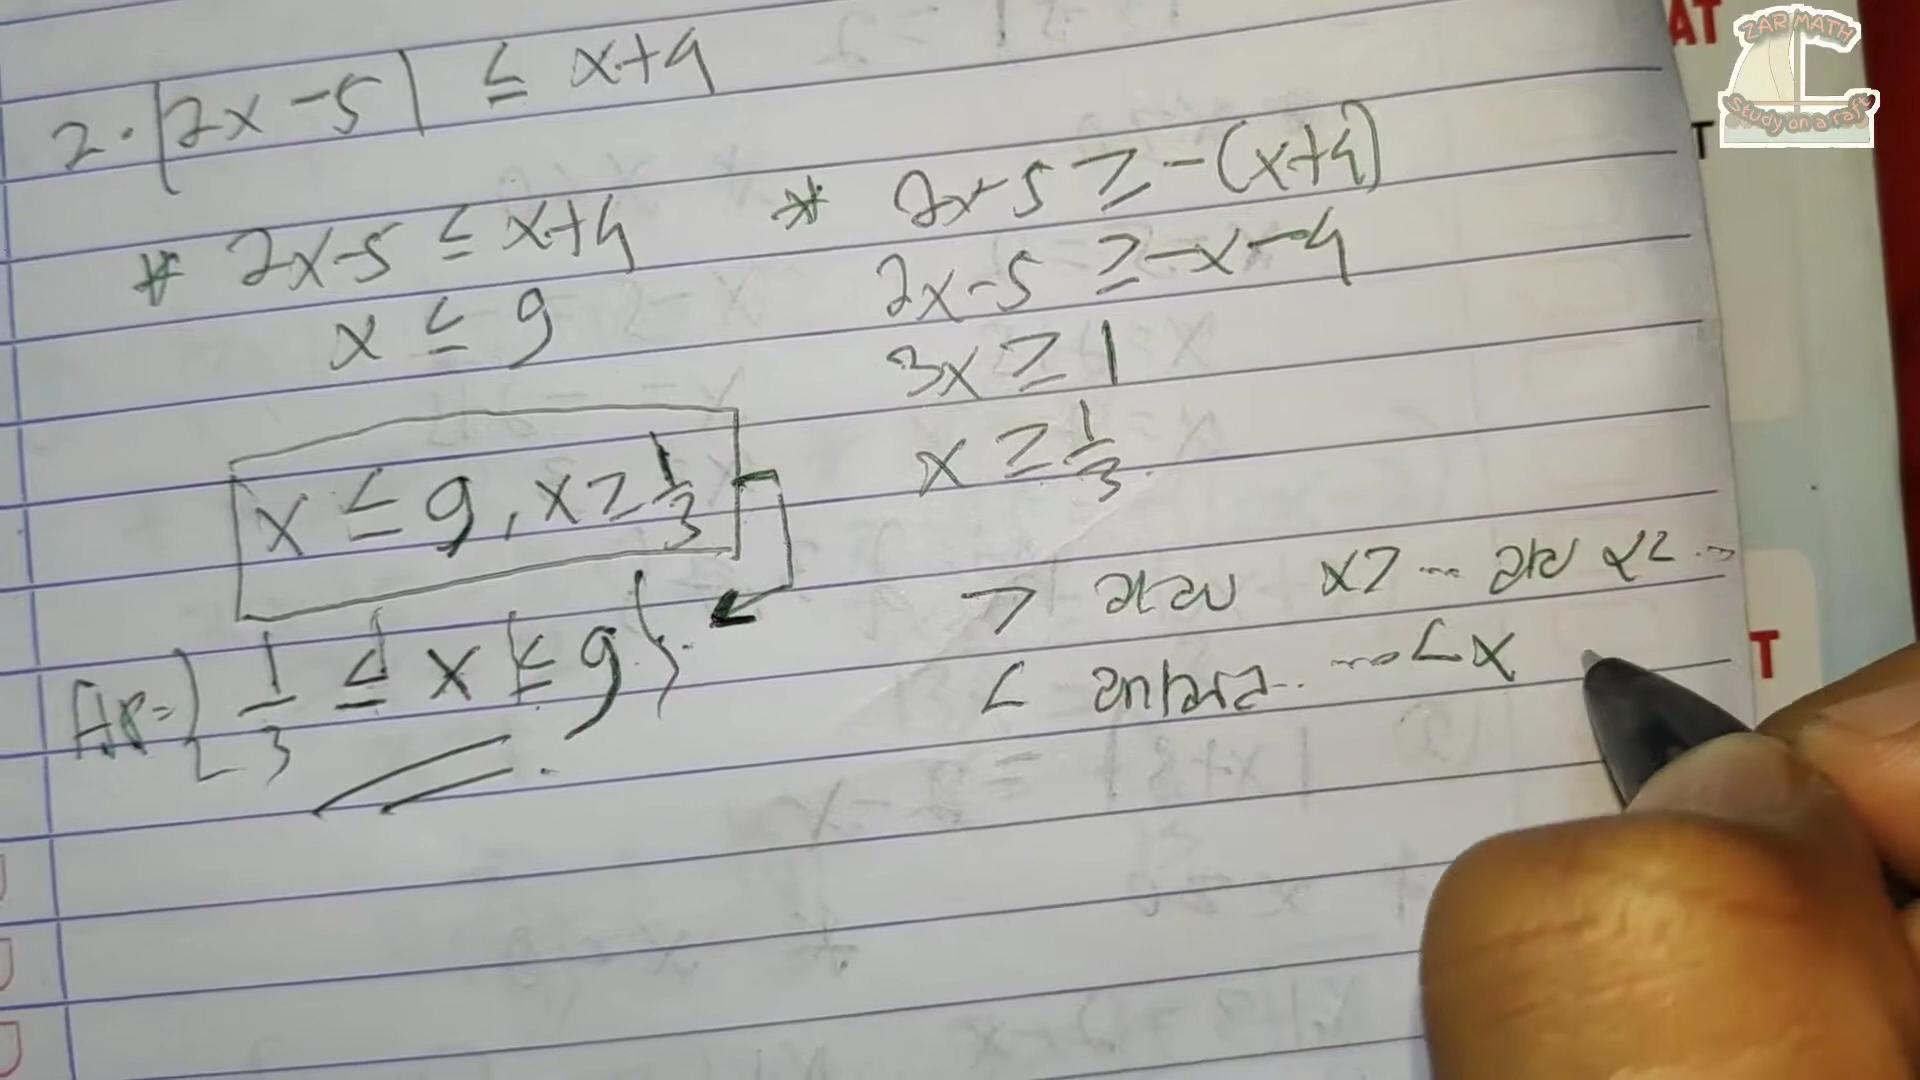 2. |2x-5| ≤ x+4
* 2x-5 ≤ x+4
x ≤ 9
* 2x-5 ≥ -(x+4)
2x-5 ≥ -x-4
3x ≥ 1
x ≥ 1/3
x ≤ 9, x ≥ 1/3
HP = { 1/3 ≤ x ≤ 9 }
> atau x> ... atau x< ...
< antara ... < x
ZAR MATH
Study on a raft
AT
T
T